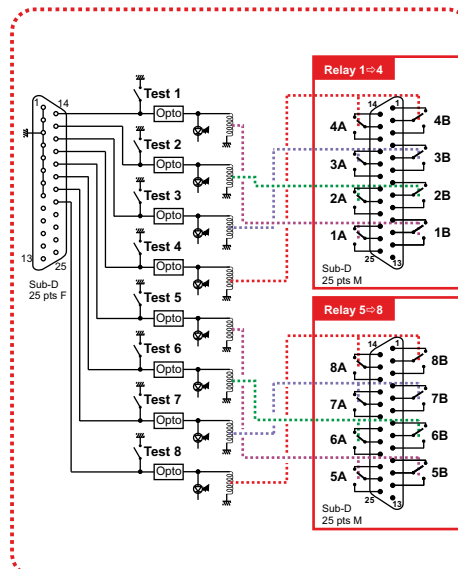 1
14
13
25
Sub-D
25 pts F
Test 1
Opto
Test 2
Opto
Test 3
Opto
Test 4
Opto
Test 5
Opto
Test 6
Opto
Test 7
Opto
Test 8
Opto
Relay 1⇨4
14
1
4A
4B
3A
3B
2A
2B
1A
1B
25
13
Sub-D
25 pts M
Relay 5⇨8
14
1
8A
8B
7A
7B
6A
6B
5A
5B
25
13
Sub-D
25 pts M